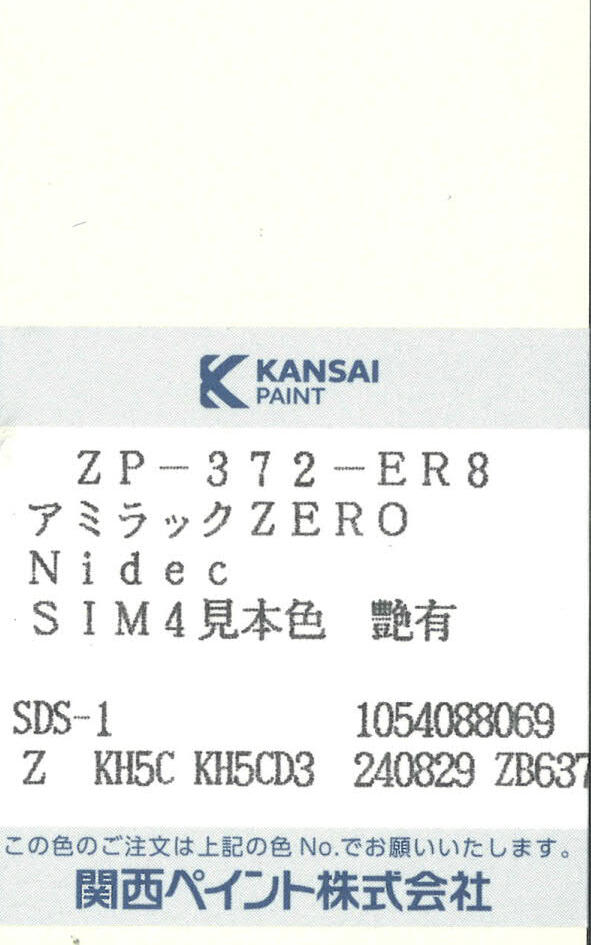 KANSAI
PAINT
ZP-372-ER8
アミラックZERO
Nidec
SIM4見本色 艶有
SDS-1 1054088069
Z KH5C KH5CD3 240829 ZB637
この色のご注文は上記の色No.でお願いいたします。
関西ペイント株式会社